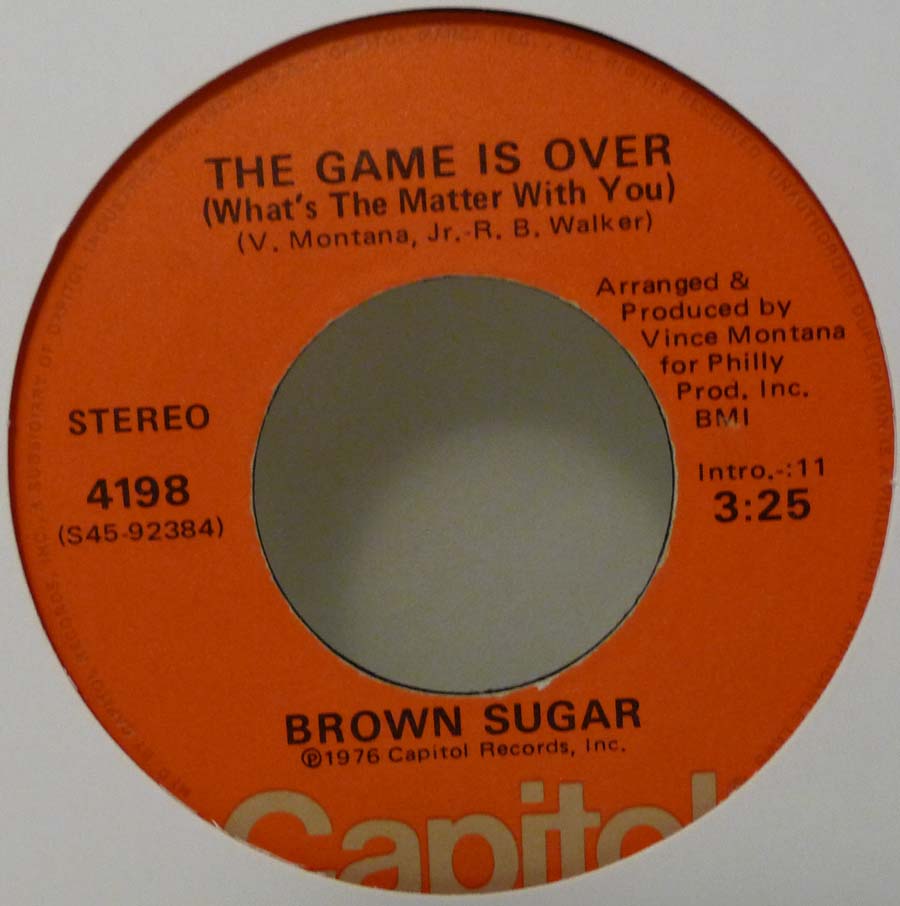 THE GAME IS OVER
(What's The Matter With You)
(V. Montana, Jr.-R. B. Walker)
Arranged &
Produced by
Vince Montana
for Philly
Prod. Inc.
BMI
Intro.-:11
3:25
STEREO
4198
(S45-92384)
BROWN SUGAR
℗1976 Capitol Records, Inc.
Capitol